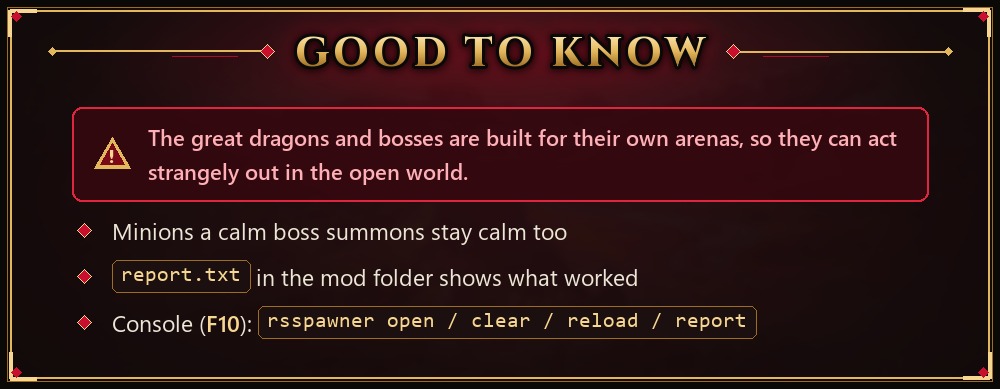 GOOD TO KNOW
The great dragons and bosses are built for their own arenas, so they can act
strangely out in the open world.
Minions a calm boss summons stay calm too
report.txt in the mod folder shows what worked
Console (F10): rsspawner open / clear / reload / report